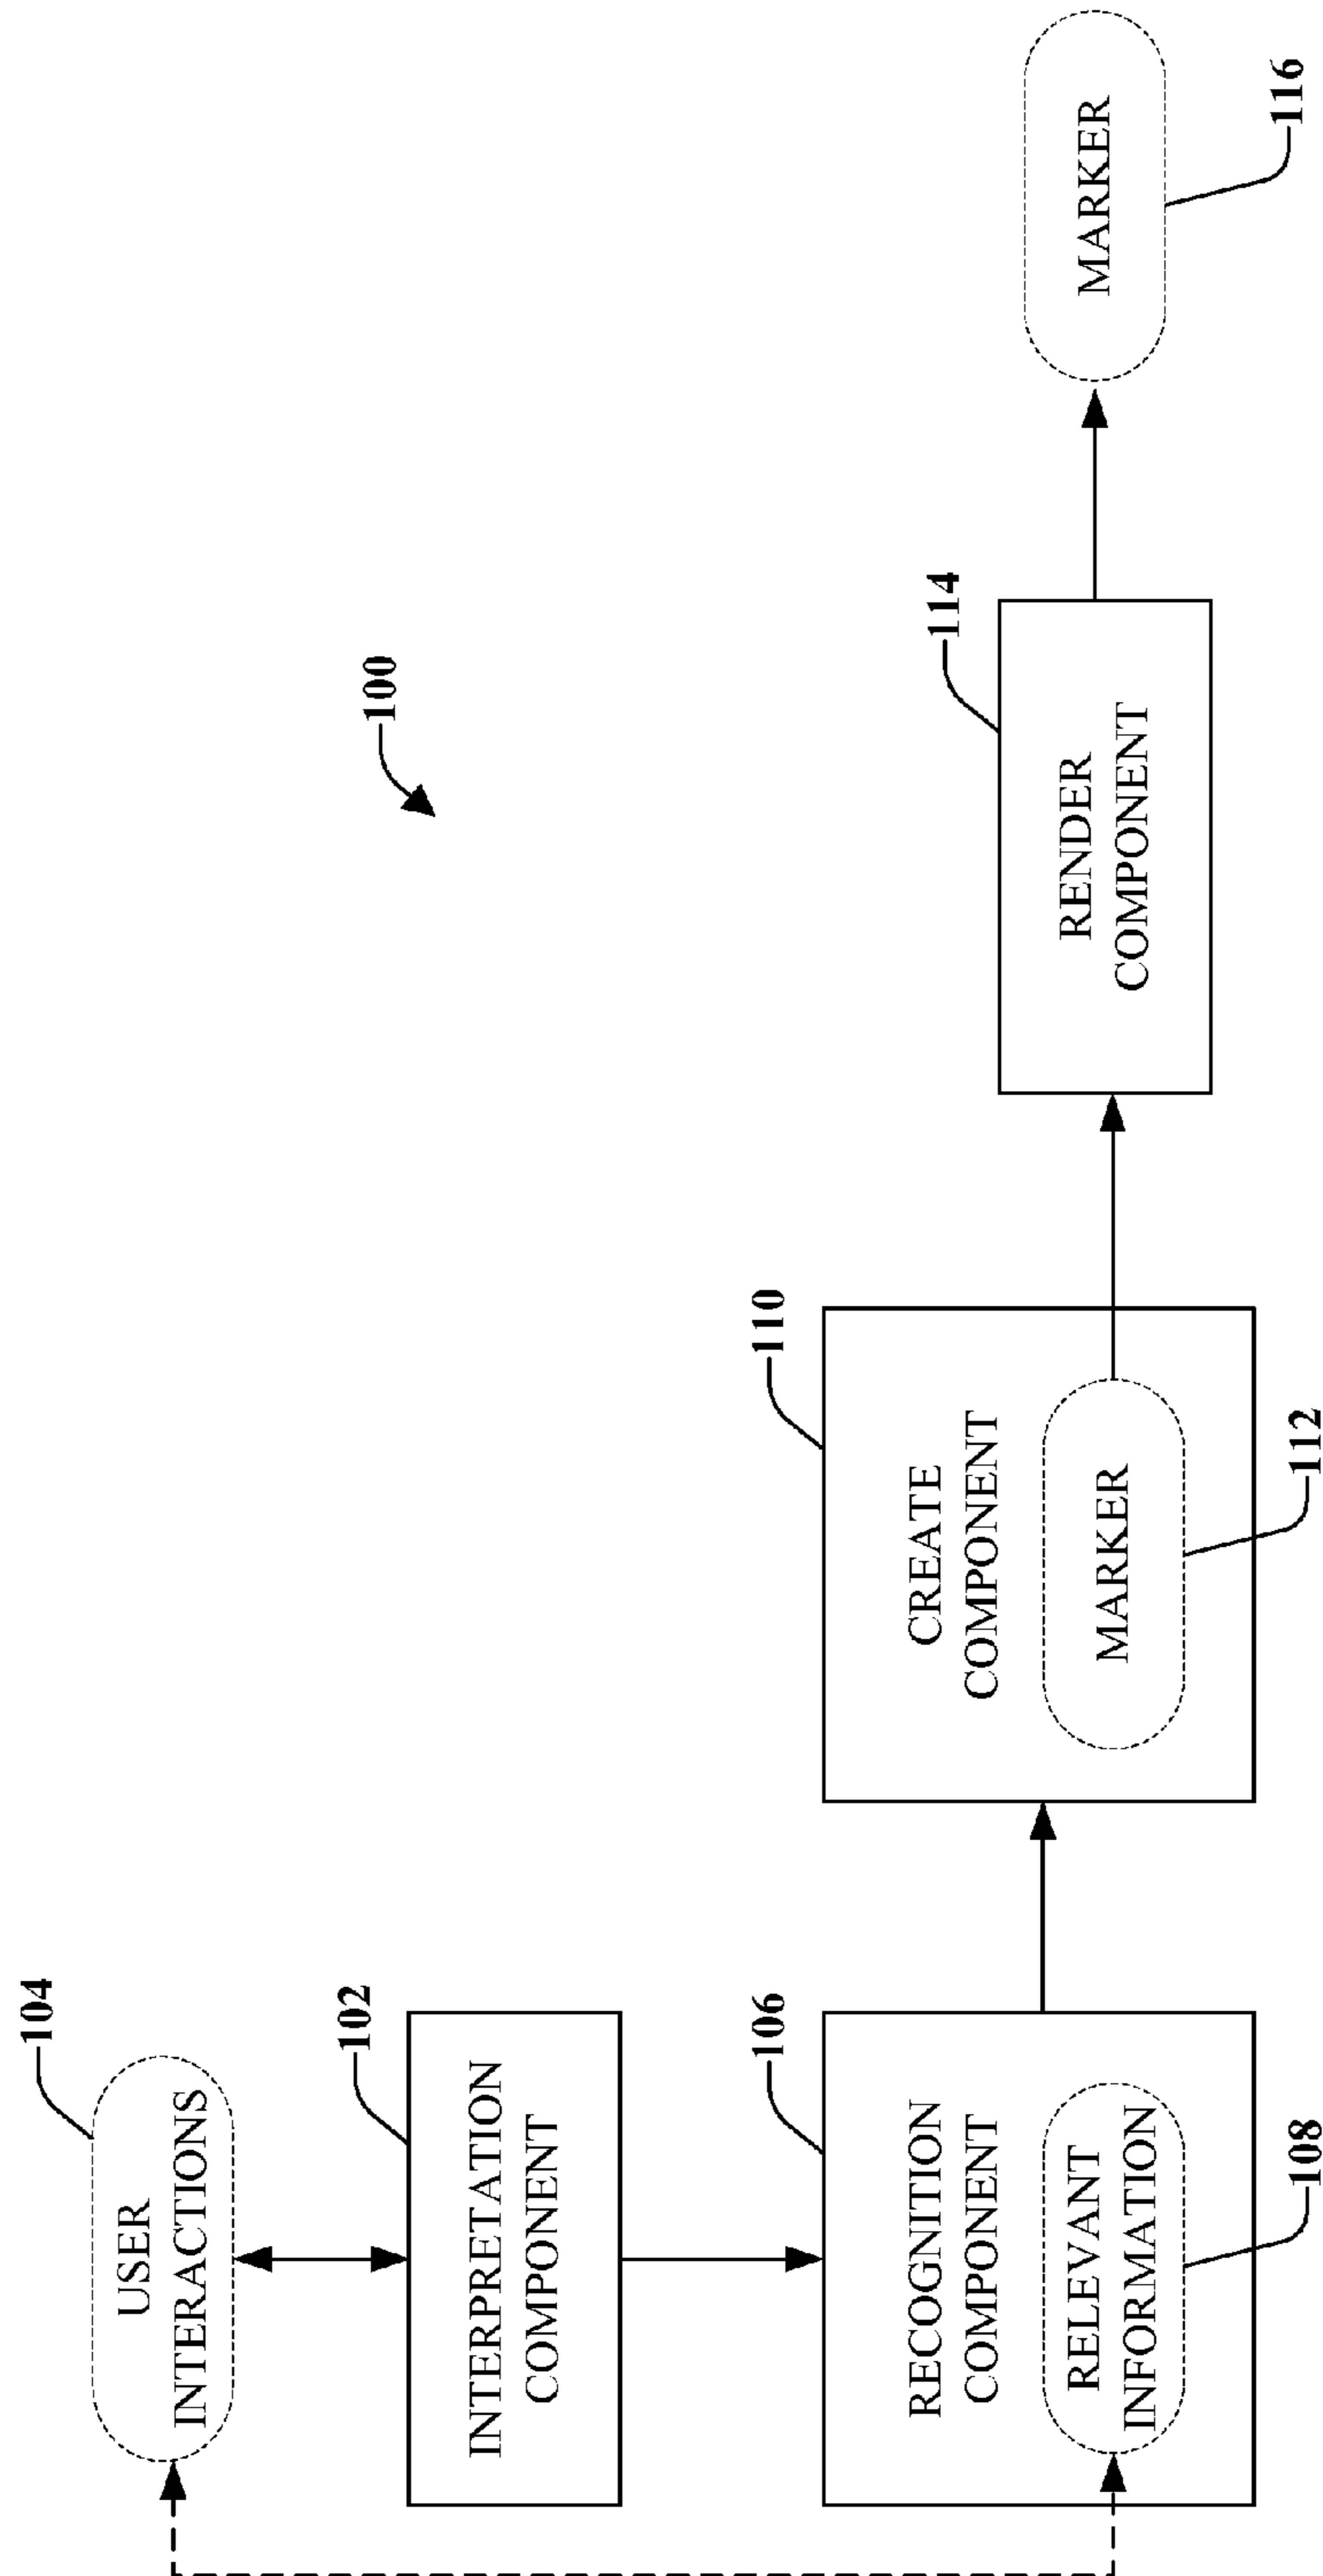 100
104
USER
INTERACTIONS
102
INTERPRETATION
COMPONENT
106
RECOGNITION
COMPONENT
RELEVANT
INFORMATION
108
110
CREATE
COMPONENT
MARKER
112
114
RENDER
COMPONENT
MARKER
116